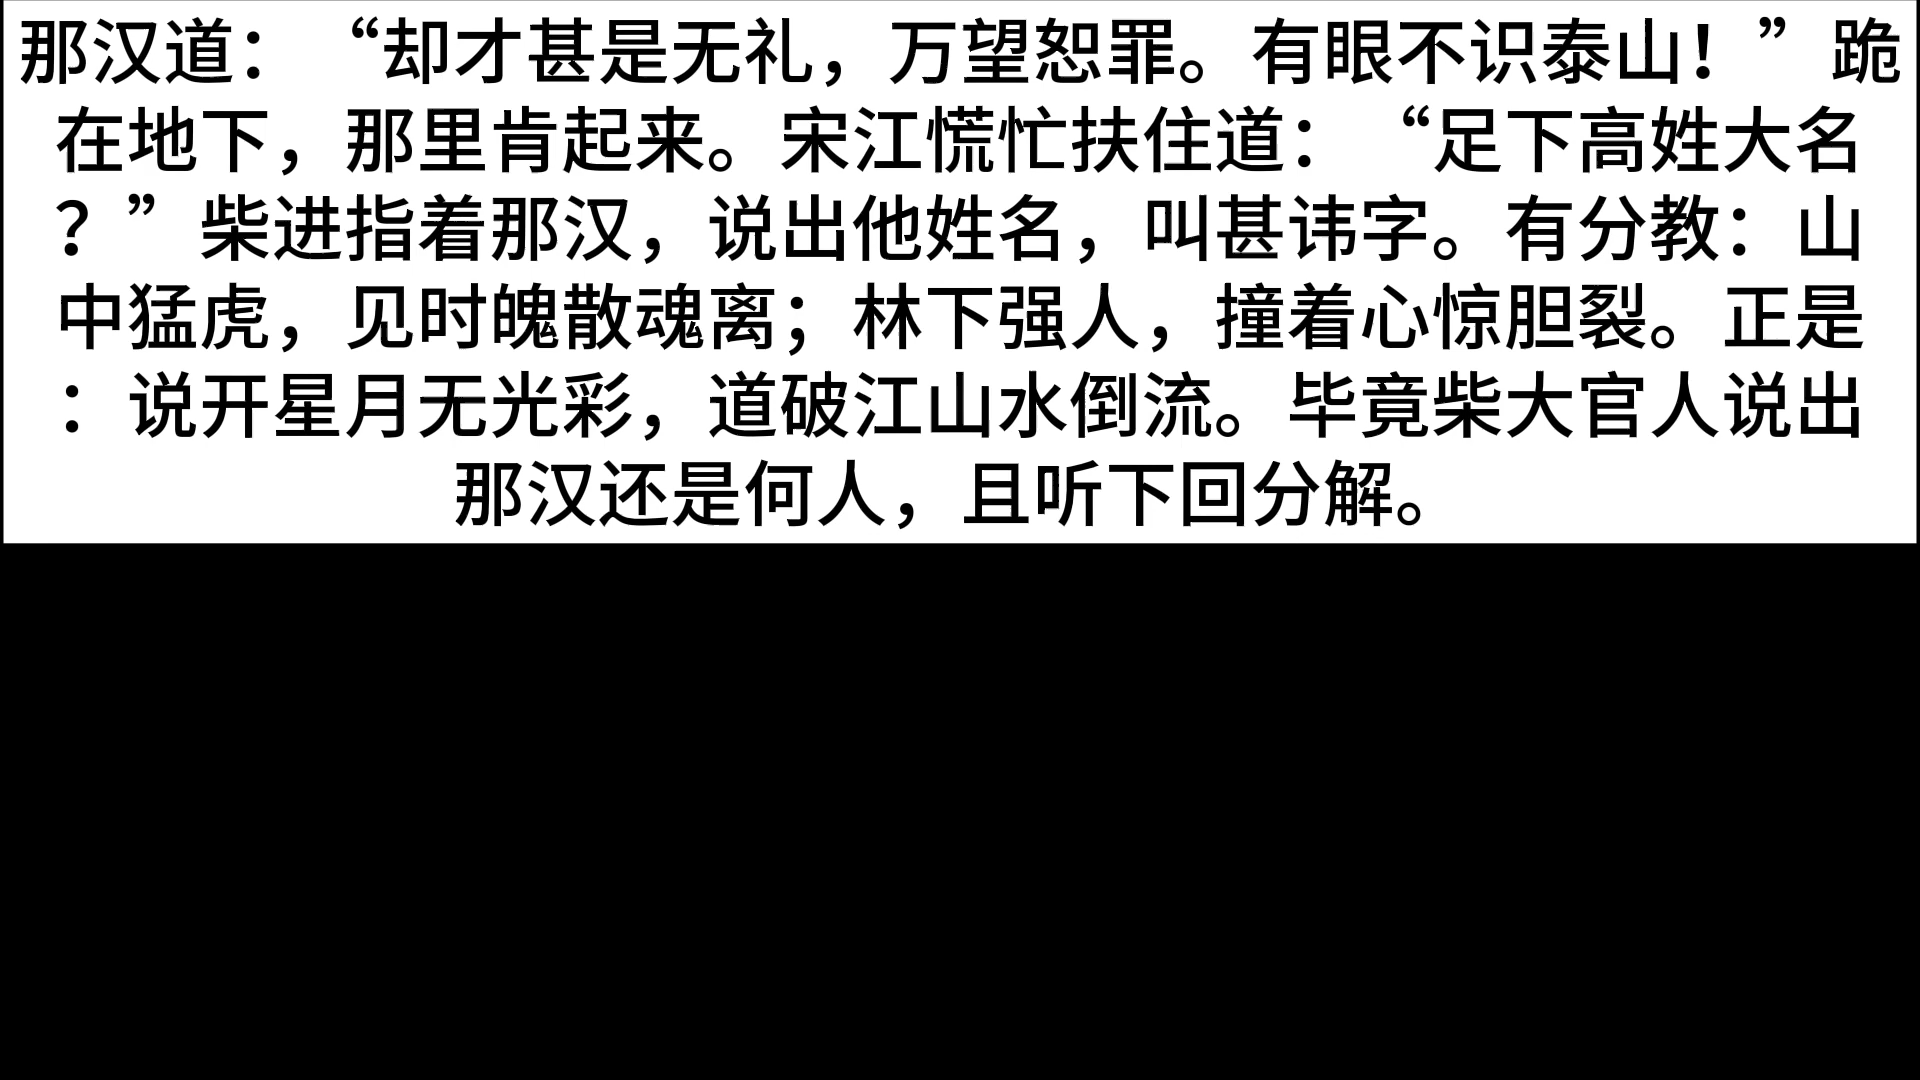 那汉道：“却才甚是无礼，万望恕罪。有眼不识泰山！”跪
在地下，那里肯起来。宋江慌忙扶住道：“足下高姓大名
？”柴进指着那汉，说出他姓名，叫甚讳字。有分教：山
中猛虎，见时魄散魂离；林下强人，撞着心惊胆裂。正是
：说开星月无光彩，道破江山水倒流。毕竟柴大官人说出
那汉还是何人，且听下回分解。